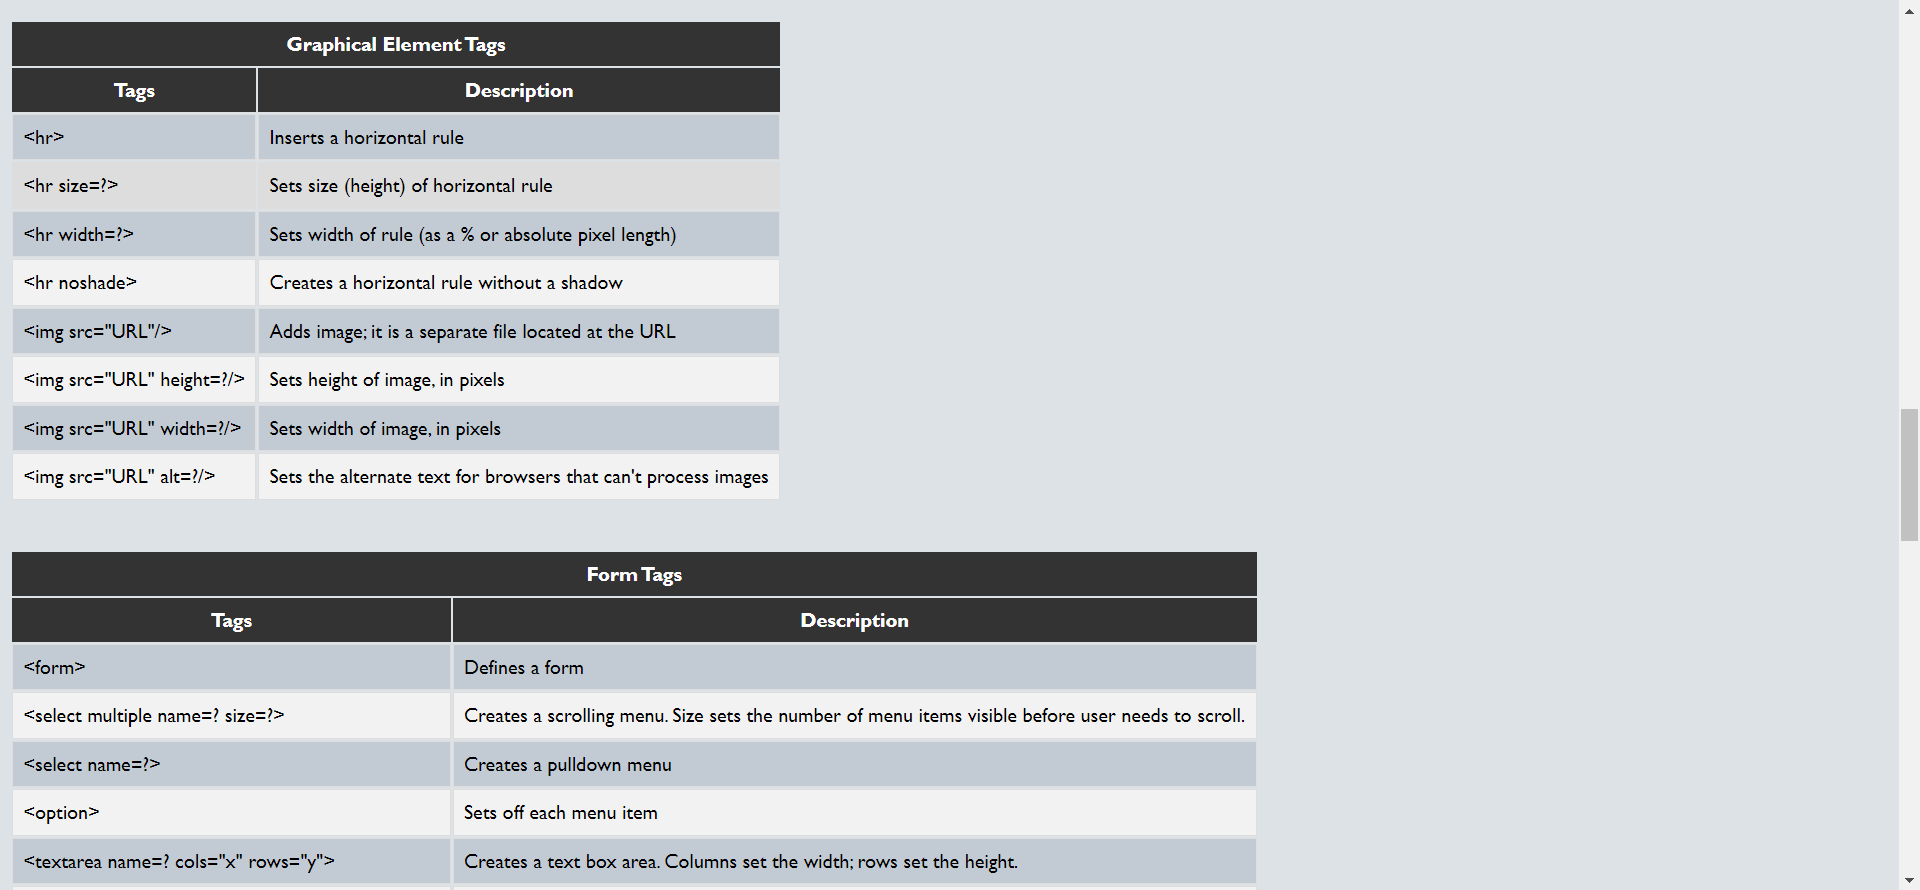 Graphical Element Tags
Tags Description
<hr> Inserts a horizontal rule
<hr size=?> Sets size (height) of horizontal rule
<hr width=?> Sets width of rule (as a % or absolute pixel length)
<hr noshade> Creates a horizontal rule without a shadow
<img src="URL"/> Adds image; it is a separate file located at the URL
<img src="URL" height=?/> Sets height of image, in pixels
<img src="URL" width=?/> Sets width of image, in pixels
<img src="URL" alt=?/> Sets the alternate text for browsers that can't process images
Form Tags
Tags Description
<form> Defines a form
<select multiple name=? size=?> Creates a scrolling menu. Size sets the number of menu items visible before user needs to scroll.
<select name=?> Creates a pulldown menu
<option> Sets off each menu item
<textarea name=? cols="x" rows="y"> Creates a text box area. Columns set the width; rows set the height.